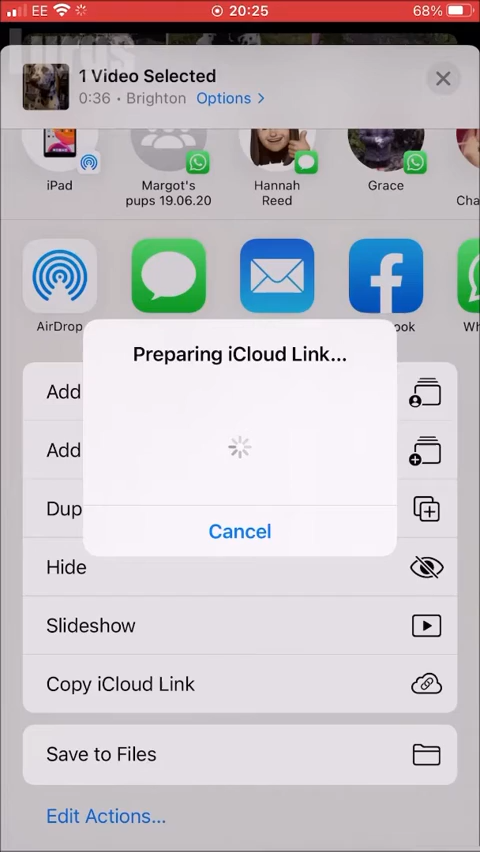 EE 20:25 68%
1 Video Selected
0:36 • Brighton Options >
iPad
Margot's
pups 19.06.20
Hannah
Reed
Grace
Cha
AirDrop
ook
Wh
Preparing iCloud Link...
Add
Add
Dup
Cancel
Hide
Slideshow
Copy iCloud Link
Save to Files
Edit Actions...